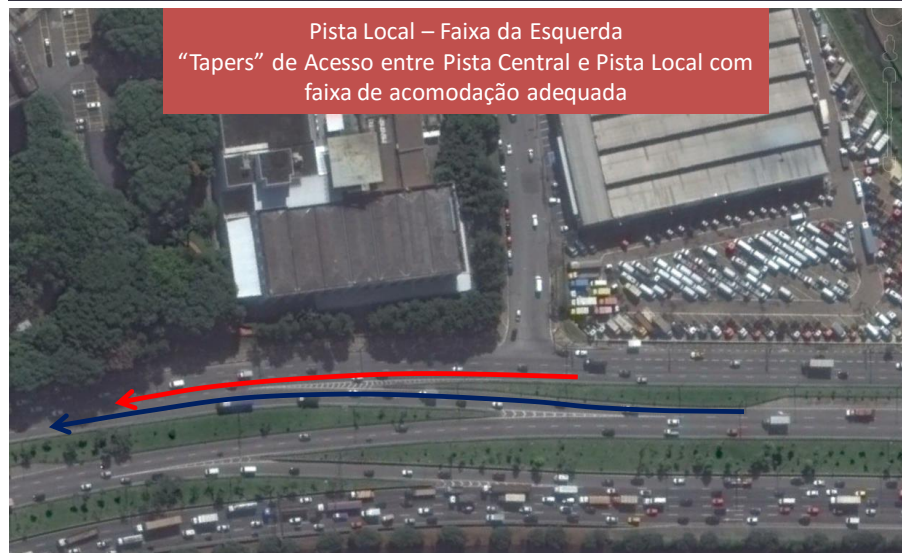 Pista Local – Faixa da Esquerda
“Tapers” de Acesso entre Pista Central e Pista Local com
faixa de acomodação adequada